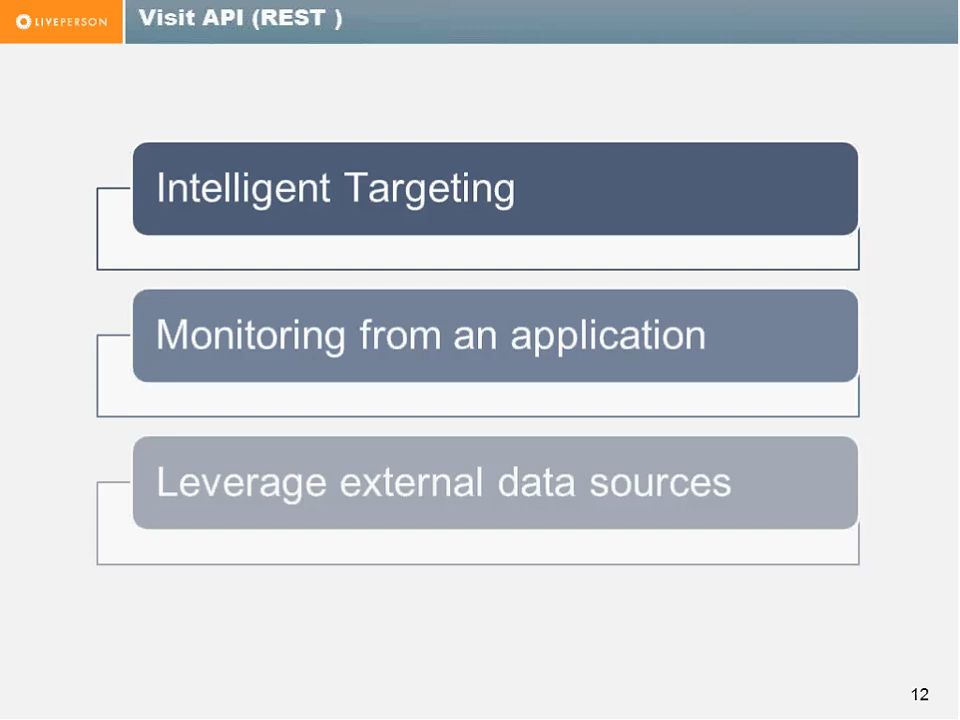 LIVEPERSON
Visit API (REST )
Intelligent Targeting
Monitoring from an application
Leverage external data sources
12